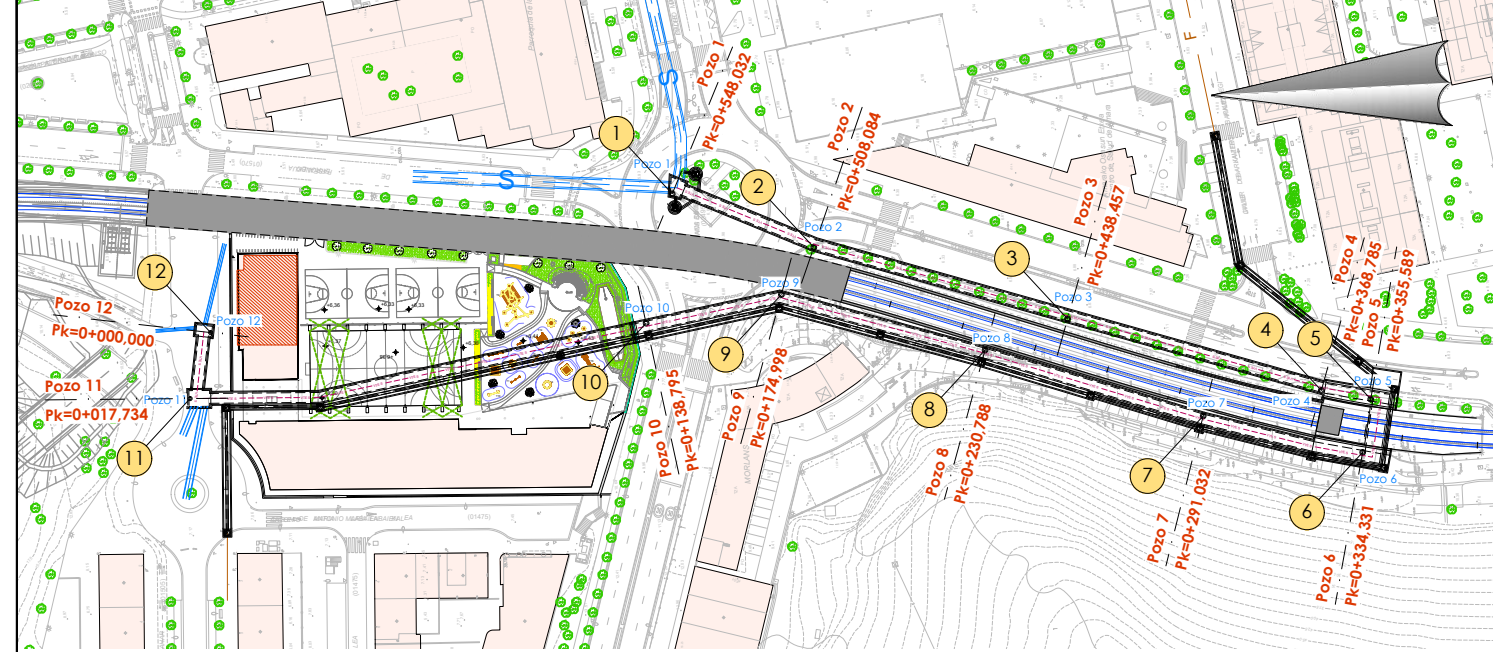 S
S
F
Pozo 1
Pk=0+548,032
Pozo 2
Pk=0+508,084
Pozo 3
Pk=0+438,457
Pozo 4
Pk=0+368,785
Pozo 5
Pk=0+355,589
Pozo 6
Pk=0+334,331
Pozo 7
Pk=0+291,032
Pozo 8
Pk=0+230,788
Pozo 9
Pk=0+174,998
Pozo 10
Pk=0+138,795
Pozo 11
Pk=0+017,734
Pozo 12
Pk=0+000,000
Pozo 1
Pozo 2
Pozo 3
Pozo 4
Pozo 5
Pozo 6
Pozo 7
Pozo 8
Pozo 9
Pozo 10
Pozo 11
Pozo 12
1
2
3
4
5
6
7
8
9
10
11
12
(01475)